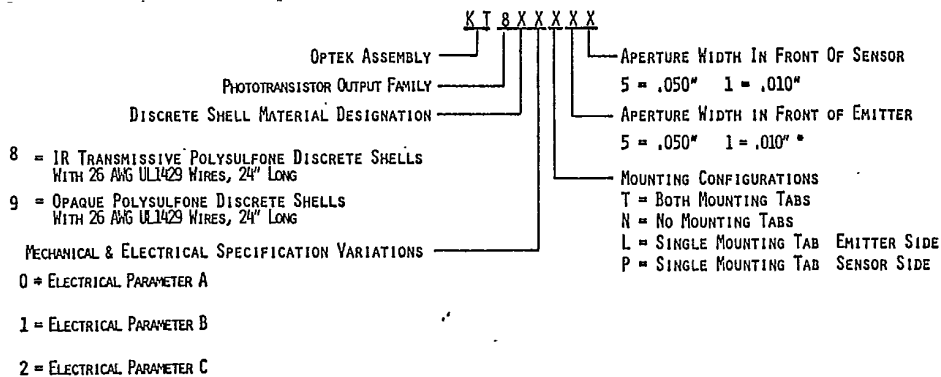 KT8XXXXX
OPTEK ASSEMBLY
PHOTOTRANSISTOR OUTPUT FAMILY
DISCRETE SHELL MATERIAL DESIGNATION
8 = IR TRANSMISSIVE POLYSULFONE DISCRETE SHELLS
WITH 26 AWG UL1429 WIRES, 24" LONG
9 = OPAQUE POLYSULFONE DISCRETE SHELLS
WITH 26 AWG UL1429 WIRES, 24" LONG
MECHANICAL & ELECTRICAL SPECIFICATION VARIATIONS
0 = ELECTRICAL PARAMETER A
1 = ELECTRICAL PARAMETER B
2 = ELECTRICAL PARAMETER C
APERTURE WIDTH IN FRONT OF SENSOR
5 = .050" 1 = .010"
APERTURE WIDTH IN FRONT OF EMITTER
5 = .050" 1 = .010"
MOUNTING CONFIGURATIONS
T = BOTH MOUNTING TABS
N = NO MOUNTING TABS
L = SINGLE MOUNTING TAB EMITTER SIDE
P = SINGLE MOUNTING TAB SENSOR SIDE